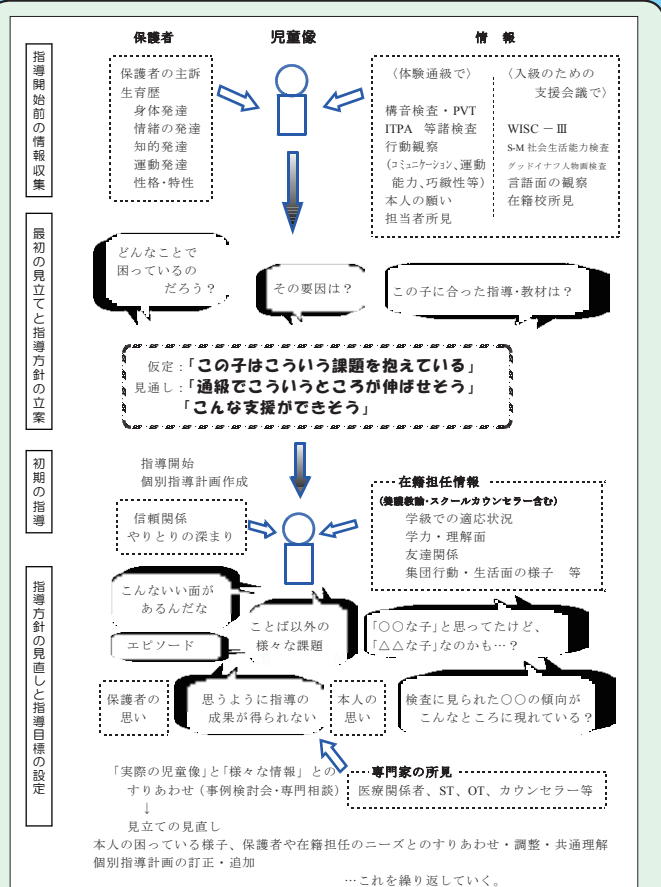 保護者
児童像
情　報
指導開始前の情報収集
保護者の主訴
生育歴
身体発達
情緒の発達
知的発達
運動発達
性格・特性
〈体験通級で〉
構音検査・PVT
ITPA　等諸検査
行動観察
(コミュニケーション、運動
能力、巧緻性等)
本人の願い
担当者所見
〈入級のための
支援会議で〉
WISC－Ⅲ
S-M 社会生活能力検査
グッドイナフ人物画検査
言語面の観察
在籍校所見
最初の見立てと指導方針の立案
どんなことで
困っているの
だろう？
その要因は？
この子に合った指導・教材は？
仮定：「この子はこういう課題を抱えている」
見通し：「通級でこういうところが伸ばせそう」
「こんな支援ができそう」
初期の指導
指導開始
個別指導計画作成
信頼関係
やりとりの深まり
在籍担任情報
(養護教諭・スクールカウンセラー含む)
学級での適応状況
学力・理解面
友達関係
集団行動・生活面の様子　等
指導方針の見直しと指導目標の設定
こんないい面が
あるんだな
エピソード
ことば以外の
様々な課題
「○○な子」と思ってたけど、
「△△な子」なのかも…？
保護者の
思い
思うように指導の
成果が得られない
本人の
思い
検査に見られた○○の傾向が
こんなところに現れている？
専門家の所見
医療関係者、ST、OT、カウンセラー等
「実際の児童像」と「様々な情報」との
すりあわせ（事例検討会・専門相談）
↓
見立ての見直し
本人の困っている様子、保護者や在籍担任のニーズとのすりあわせ・調整・共通理解
個別指導計画の訂正・追加
…これを繰り返していく。